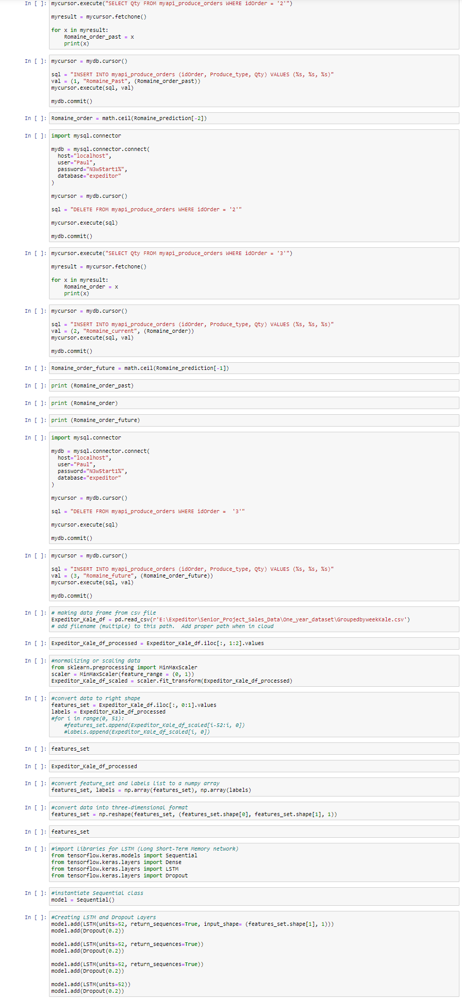 In [ ]: mycursor.execute("SELECT Qty FROM myapi_produce_orders WHERE idOrder = '2'")
myresult = mycursor.fetchone()
for x in myresult:
    Romaine_order_past = x
    print(x)
In [ ]: mycursor = mydb.cursor()
sql = "INSERT INTO myapi_produce_orders (idOrder, Produce_type, Qty) VALUES (%s, %s, %s)"
val = (1, "Romaine_Past", (Romaine_order_past))
mycursor.execute(sql, val)
mydb.commit()
In [ ]: Romaine_order = math.ceil(Romaine_prediction[-2])
In [ ]: import mysql.connector
mydb = mysql.connector.connect(
  host="localhost",
  user="Paul",
  password="N3w5tart1%",
  database="expeditor"
)
mycursor = mydb.cursor()
sql = "DELETE FROM myapi_produce_orders WHERE idOrder = '2'"
mycursor.execute(sql)
mydb.commit()
In [ ]: mycursor.execute("SELECT Qty FROM myapi_produce_orders WHERE idOrder = '3'")
myresult = mycursor.fetchone()
for x in myresult:
    Romaine_order = x
    print(x)
In [ ]: mycursor = mydb.cursor()
sql = "INSERT INTO myapi_produce_orders (idOrder, Produce_type, Qty) VALUES (%s, %s, %s)"
val = (2, "Romaine_current", (Romaine_order))
mycursor.execute(sql, val)
mydb.commit()
In [ ]: Romaine_order_future = math.ceil(Romaine_prediction[-1])
In [ ]: print (Romaine_order_past)
In [ ]: print (Romaine_order)
In [ ]: print (Romaine_order_future)
In [ ]: import mysql.connector
mydb = mysql.connector.connect(
  host="localhost",
  user="Paul",
  password="N3w5tart1%",
  database="expeditor"
)
mycursor = mydb.cursor()
sql = "DELETE FROM myapi_produce_orders WHERE idOrder =  '3'"
mycursor.execute(sql)
mydb.commit()
In [ ]: mycursor = mydb.cursor()
sql = "INSERT INTO myapi_produce_orders (idOrder, Produce_type, Qty) VALUES (%s, %s, %s)"
val = (3, "Romaine_future", (Romaine_order_future))
mycursor.execute(sql, val)
mydb.commit()
In [ ]: # making data frame from csv file
Expeditor_Kale_df = pd.read_csv(r'E:\Expeditor\Senior_Project_Sales_Data\One_year_dataset\GroupedbyweekKale.csv')
# add filename (multiple) to this path.  Add proper path when in cloud
In [ ]: Expeditor_Kale_df_processed = Expeditor_Kale_df.iloc[:, 1:2].values
In [ ]: #normalizing or scaling data
from sklearn.preprocessing import MinMaxScaler
scaler = MinMaxScaler(feature_range = (0, 1))
Expeditor_Kale_df_scaled = scaler.fit_transform(Expeditor_Kale_df_processed)
In [ ]: #convert data to right shape
features_set = Expeditor_Kale_df.iloc[:, 0:1].values
labels = Expeditor_Kale_df_processed
#for i in range(0, 51):
    #features_set.append(Expeditor_Kale_df_scaled[i-52:i, 0])
    #labels.append(Expeditor_Kale_df_scaled[i, 0])
In [ ]: features_set
In [ ]: Expeditor_Kale_df_processed
In [ ]: #convert feature_set and labels list to a numpy array
features_set, labels = np.array(features_set), np.array(labels)
In [ ]: #convert data into three-dimensional format
features_set = np.reshape(features_set, (features_set.shape[0], features_set.shape[1], 1))
In [ ]: features_set
In [ ]: #import libraries for LSTM (Long Short-Term Memory network)
from tensorflow.keras.models import Sequential
from tensorflow.keras.layers import Dense
from tensorflow.keras.layers import LSTM
from tensorflow.keras.layers import Dropout
In [ ]: #instantiate Sequential class
model = Sequential()
In [ ]: #Creating LSTM and Dropout Layers
model.add(LSTM(units=52, return_sequences=True, input_shape= (features_set.shape[1], 1)))
model.add(Dropout(0.2))
model.add(LSTM(units=52, return_sequences=True))
model.add(Dropout(0.2))
model.add(LSTM(units=52, return_sequences=True))
model.add(Dropout(0.2))
model.add(LSTM(units=52))
model.add(Dropout(0.2))